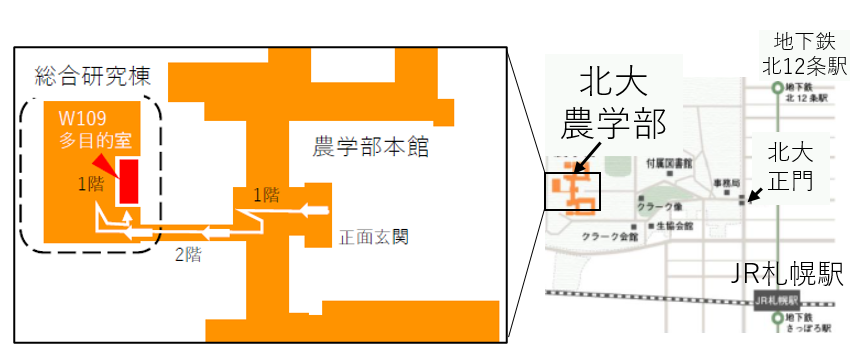 総合研究棟
W109
多目的室
1階
農学部本館
1階
正面玄関
2階
北大
農学部
地下鉄
北12条駅
地下鉄
北12条駅
付属図書館
北大
正門
事務局
クラーク像
クラーク会館
生協会館
JR札幌駅
JR札幌駅
地下鉄
さっぽろ駅